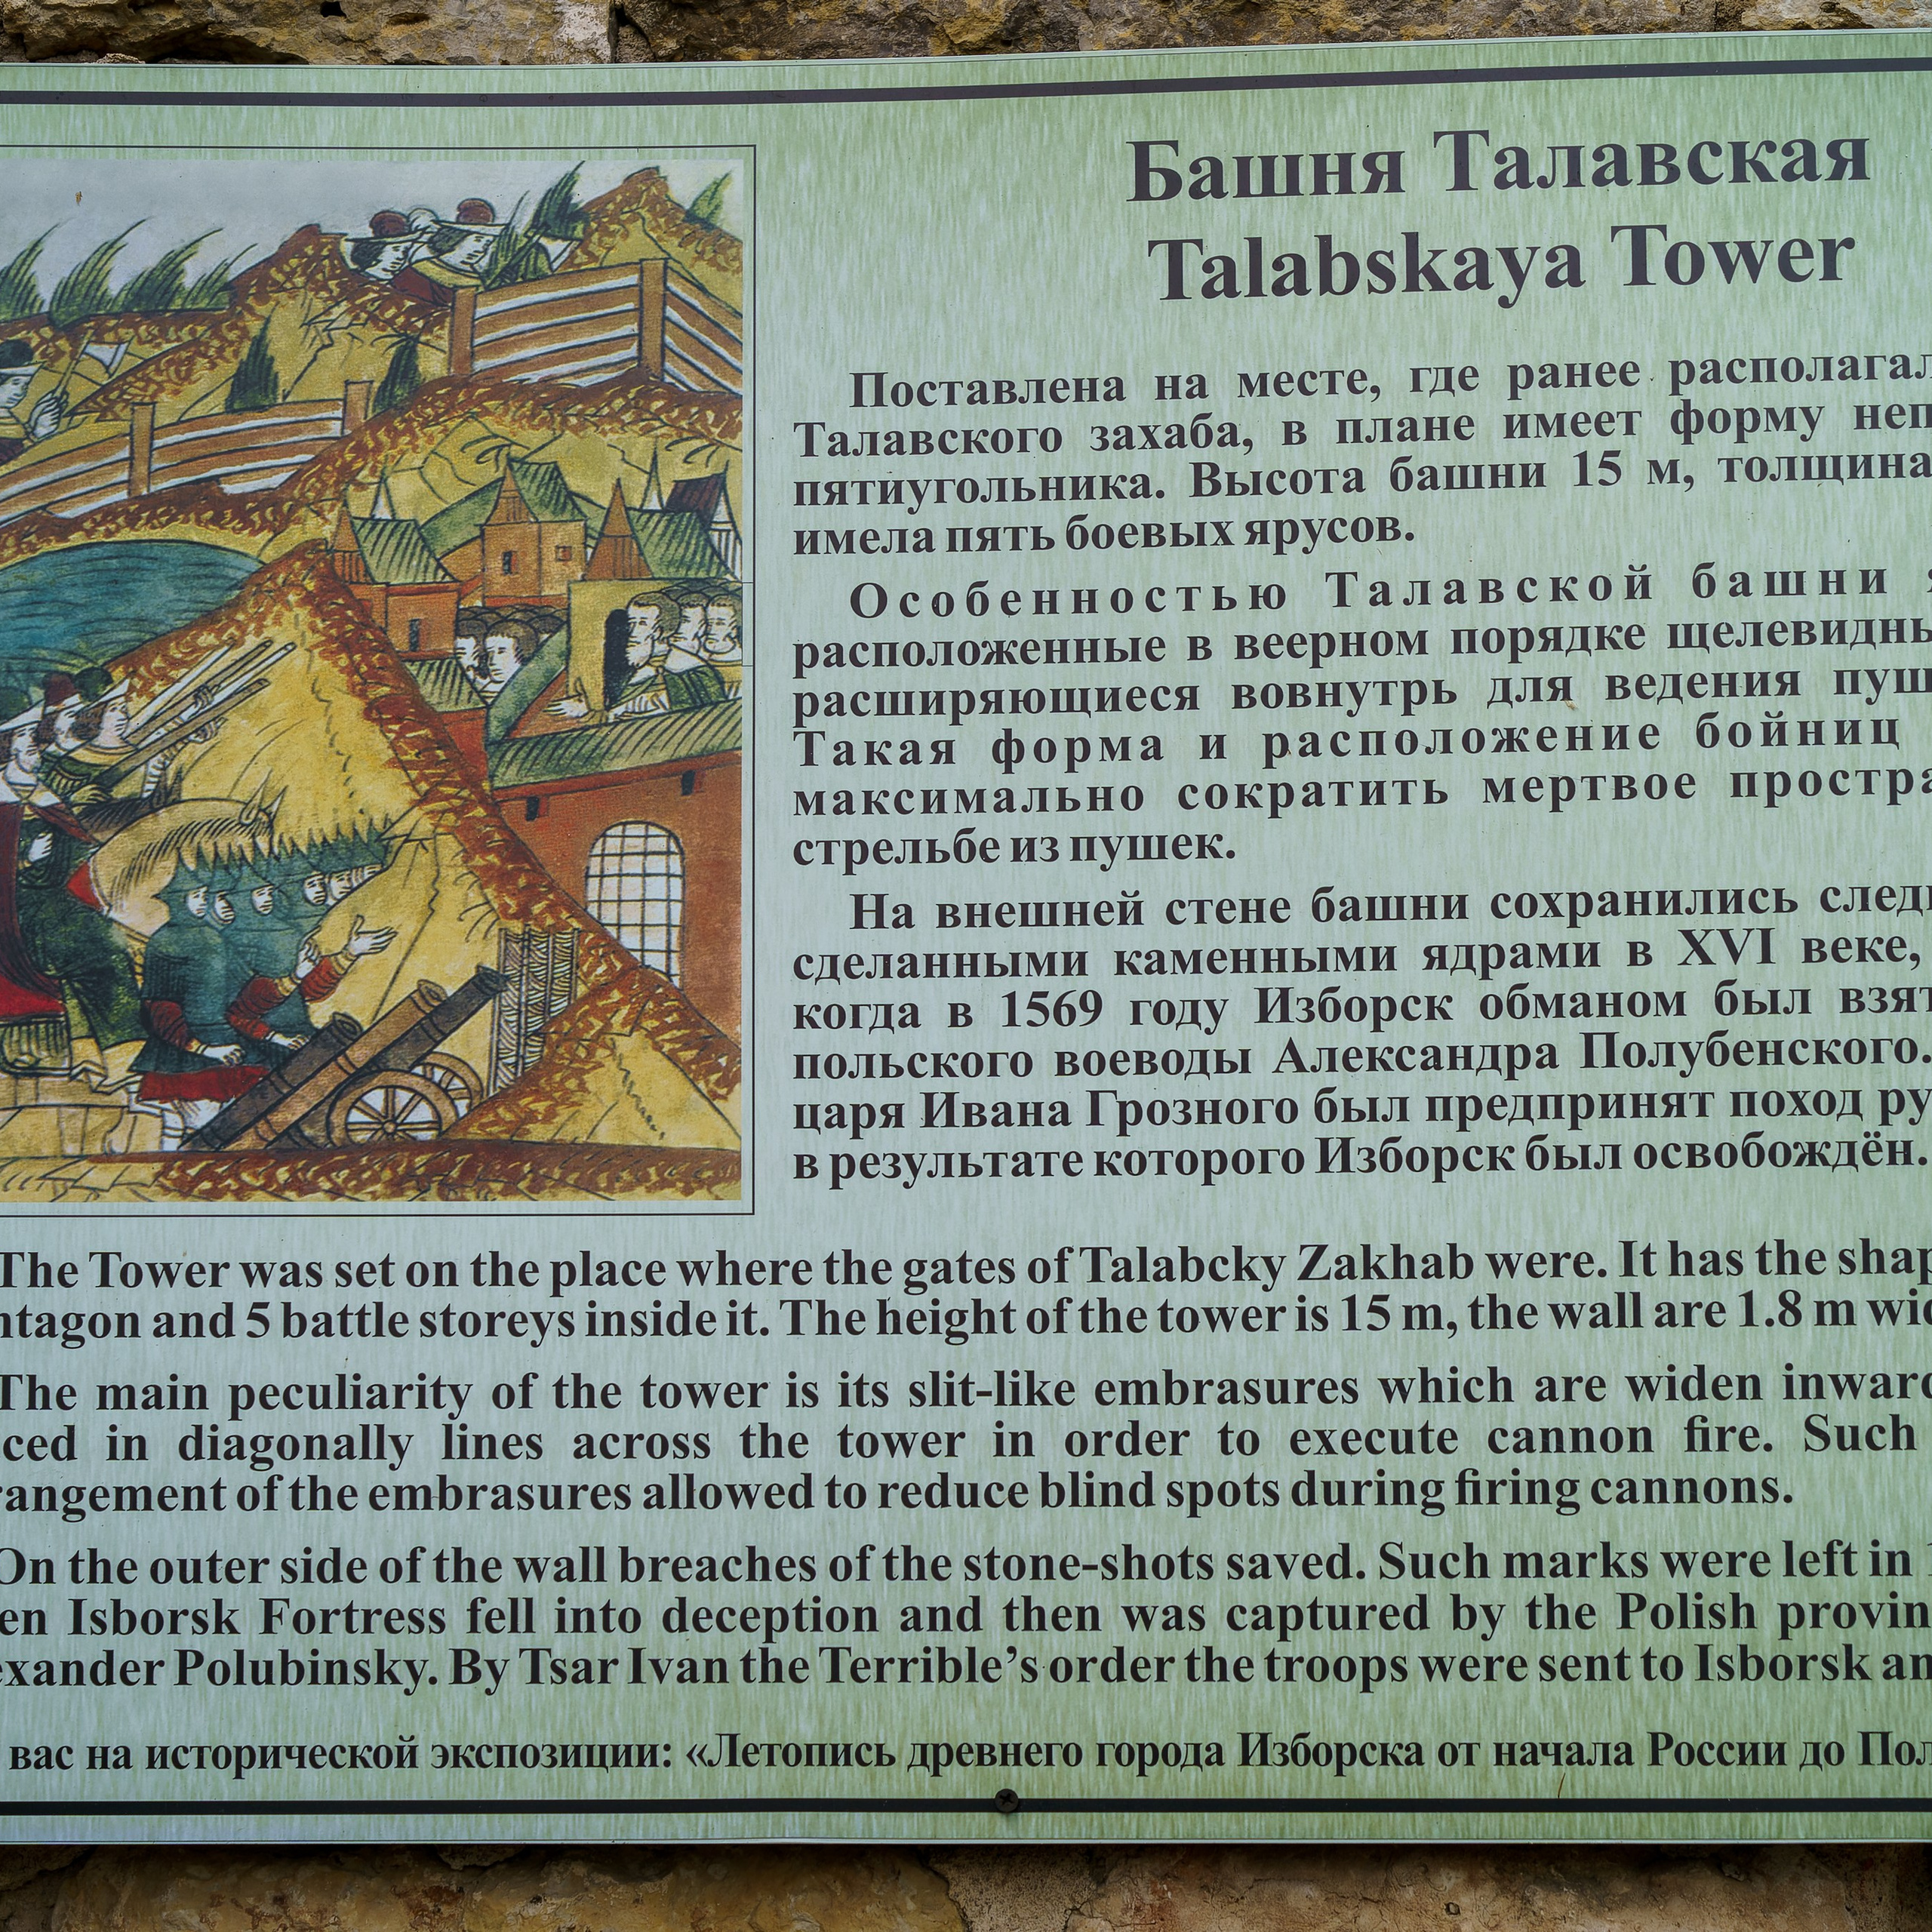 Башня Талавская
Talabskaya Tower
Поставлена на месте, где ранее располагал
Талавского захаба, в плане имеет форму неп
пятиугольника. Высота башни 15 м, толщина
имела пять боевых ярусов.
Особенностью Талавской башни
расположенные в веерном порядке щелевидны
расширяющиеся вовнутрь для ведения пуш
Такая форма и расположение бойниц
максимально сократить мертвое простра
стрельбе из пушек.
На внешней стене башни сохранились след
сделанными каменными ядрами в XVI веке,
когда в 1569 году Изборск обманом был взят
польского воеводы Александра Полубенского.
царя Ивана Грозного был предпринят поход ру
в результате которого Изборск был освобождён.
The Tower was set on the place where the gates of Talabcky Zakhab were. It has the shap
ntagon and 5 battle storeys inside it. The height of the tower is 15 m, the wall are 1.8 m wid
The main peculiarity of the tower is its slit-like embrasures which are widen inward
ced in diagonally lines across the tower in order to execute cannon fire. Such
rangement of the embrasures allowed to reduce blind spots during firing cannons.
On the outer side of the wall breaches of the stone-shots saved. Such marks were left in 1
en Isborsk Fortress fell into deception and then was captured by the Polish provin
exander Polubinsky. By Tsar Ivan the Terrible’s order the troops were sent to Isborsk an
вас на исторической экспозиции: «Летопись древнего города Изборска от начала России до Пол